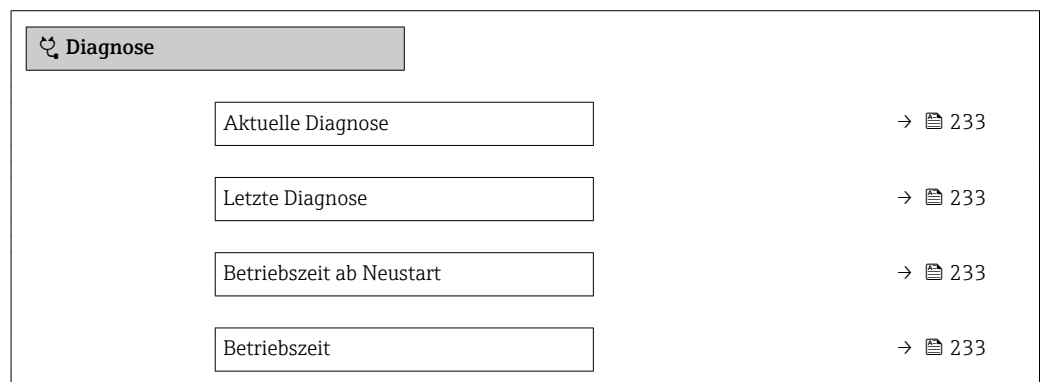 Diagnose
Aktuelle Diagnose → 233
Letzte Diagnose → 233
Betriebszeit ab Neustart → 233
Betriebszeit → 233